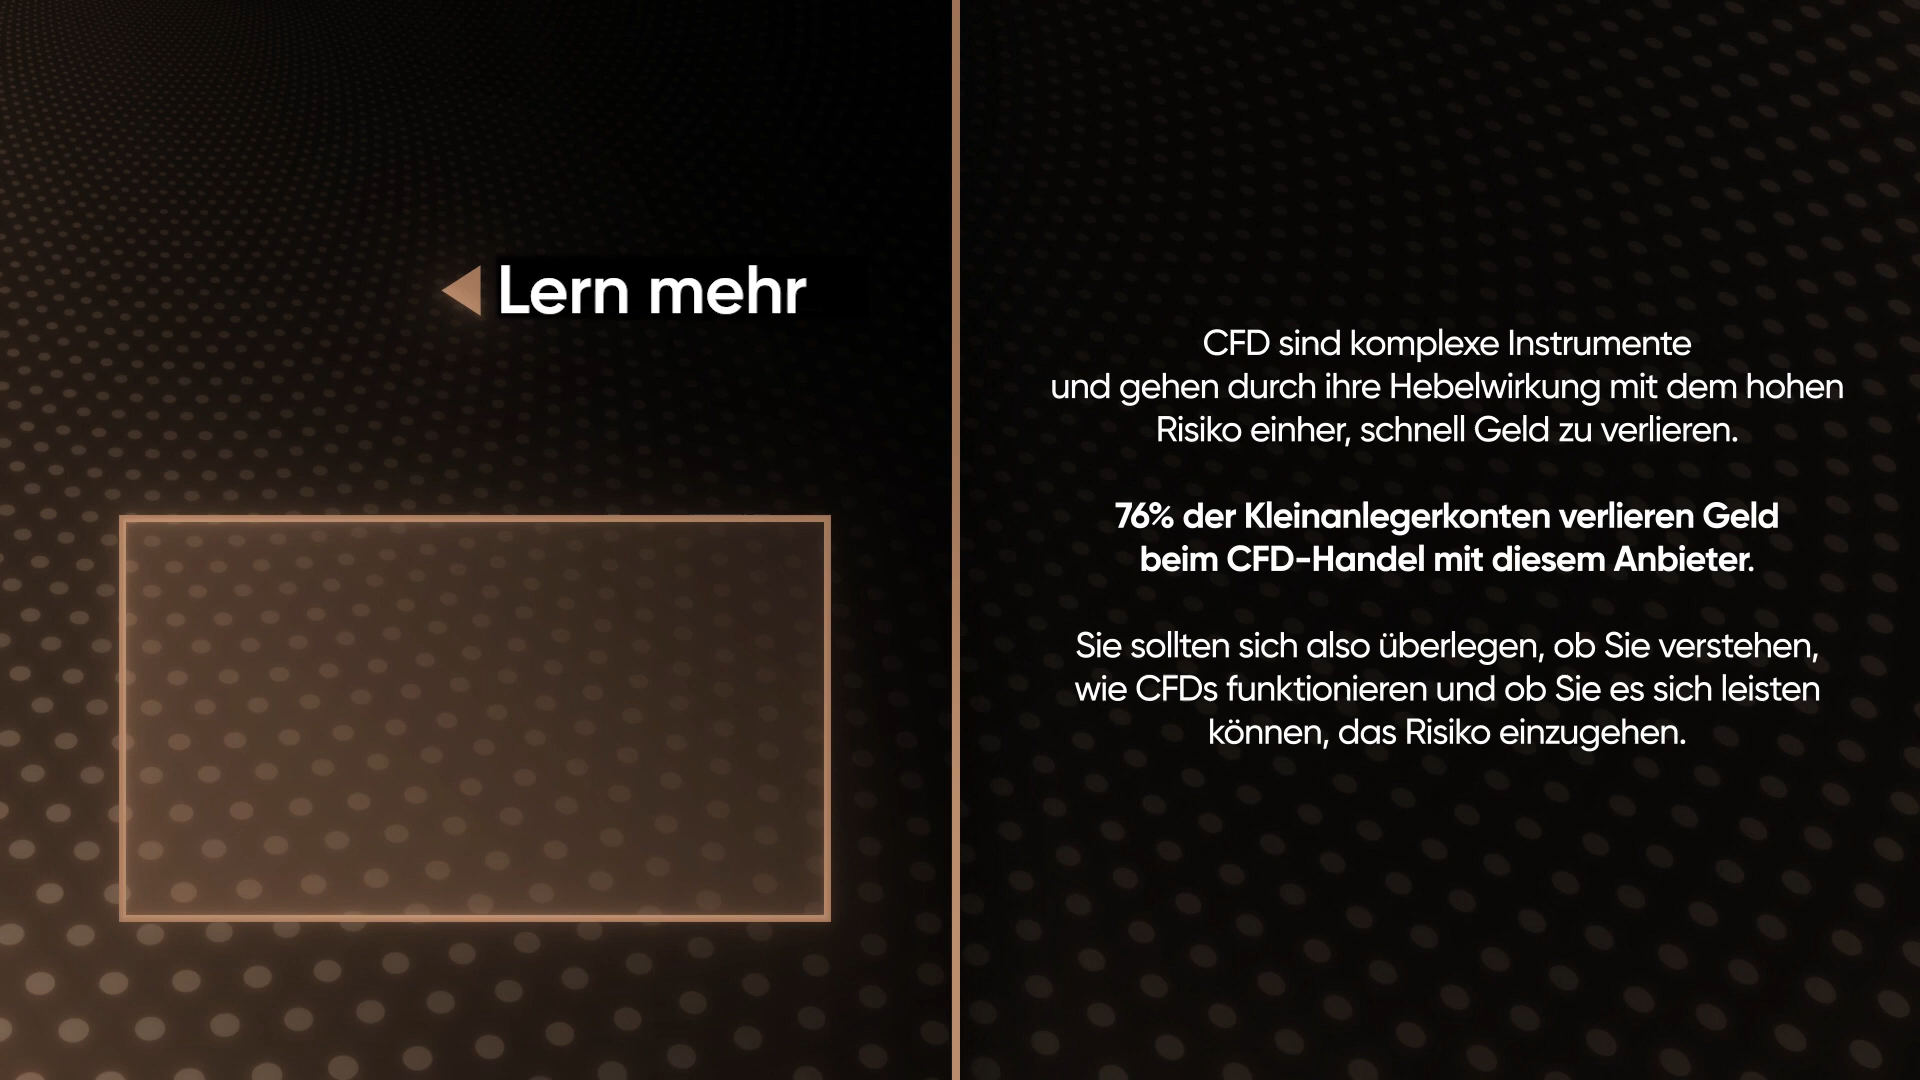 Lern mehr
CFD sind komplexe Instrumente
und gehen durch ihre Hebelwirkung mit dem hohen
Risiko einher, schnell Geld zu verlieren.
76% der Kleinanlegerkonten verlieren Geld
beim CFD-Handel mit diesem Anbieter.
Sie sollten sich also überlegen, ob Sie verstehen,
wie CFDs funktionieren und ob Sie es sich leisten
können, das Risiko einzugehen.